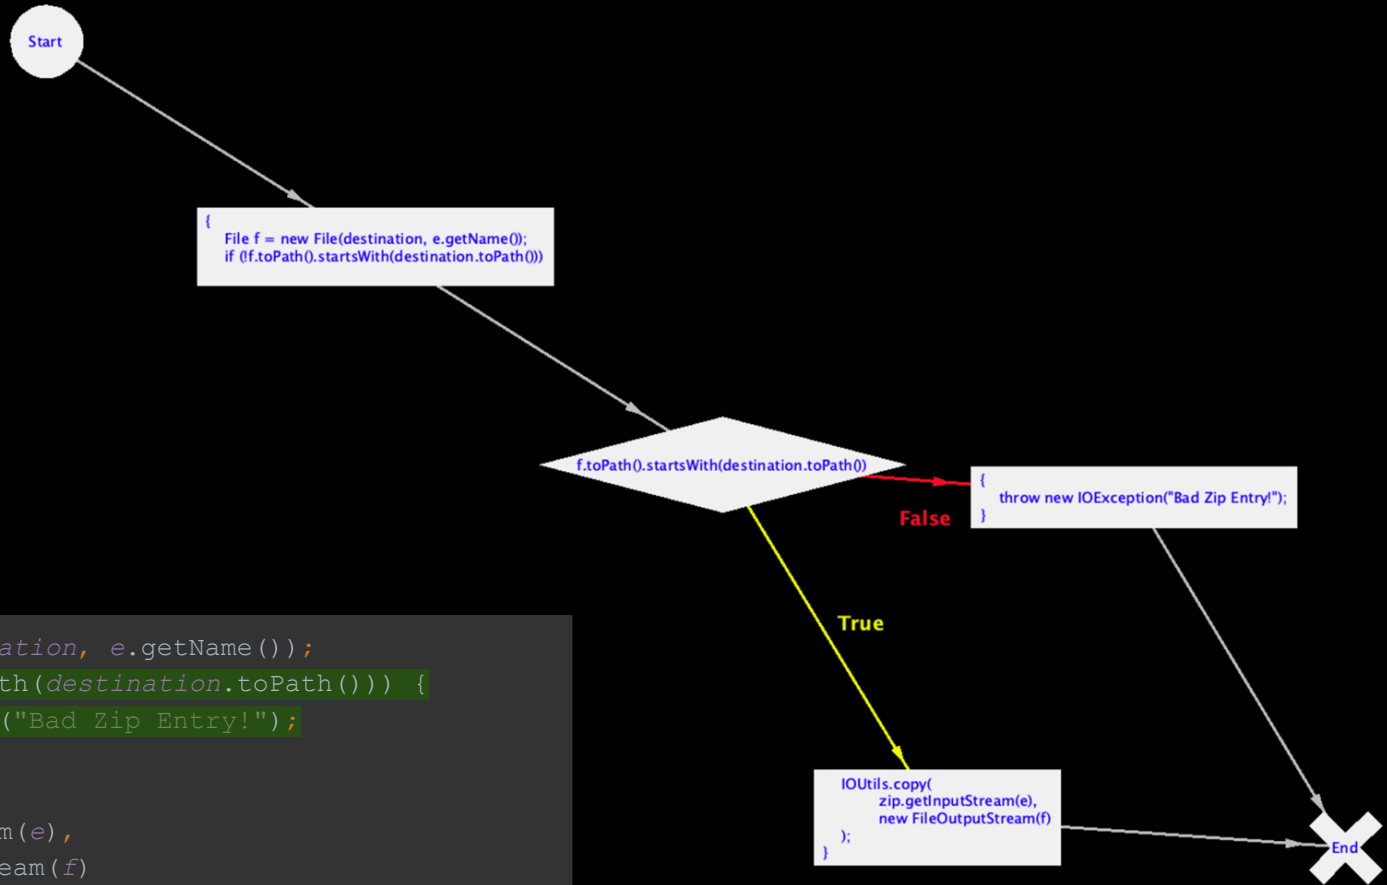 Start
{
File f = new File(destination, e.getName());
if (!f.toPath().startsWith(destination.toPath()))
f.toPath().startsWith(destination.toPath())
False
{
throw new IOException("Bad Zip Entry!");
}
True
IOUtils.copy(
zip.getInputStream(e),
new FileOutputStream(f)
);
}
End
ation, e.getName());
th(destination.toPath())) {
("Bad Zip Entry!");
m(e),
eam(f)